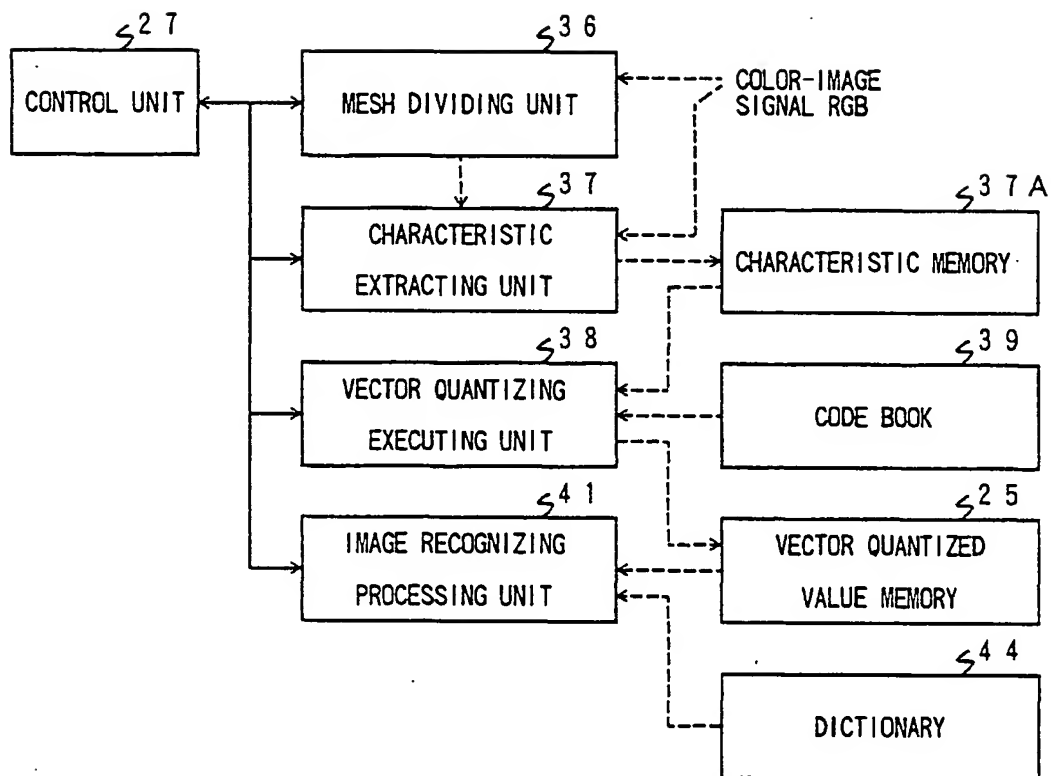 27
CONTROL UNIT
36
MESH DIVIDING UNIT
COLOR-IMAGE
SIGNAL RGB
37
CHARACTERISTIC
EXTRACTING UNIT
37A
CHARACTERISTIC MEMORY
38
VECTOR QUANTIZING
EXECUTING UNIT
39
CODE BOOK
41
IMAGE RECOGNIZING
PROCESSING UNIT
25
VECTOR QUANTIZED
VALUE MEMORY
44
DICTIONARY